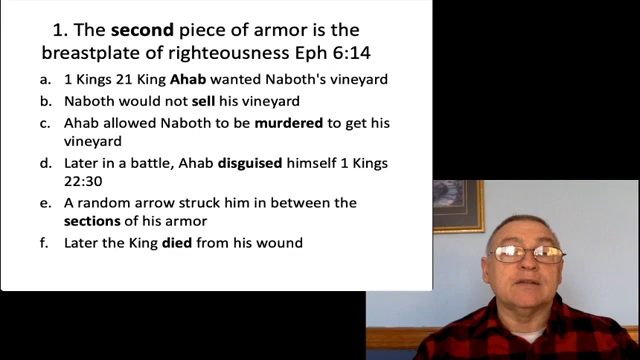 1. The second piece of armor is the
breastplate of righteousness Eph 6:14
a. 1 Kings 21 King Ahab wanted Naboth's vineyard
b. Naboth would not sell his vineyard
c. Ahab allowed Naboth to be murdered to get his
vineyard
d. Later in a battle, Ahab disguised himself 1 Kings
22:30
e. A random arrow struck him in between the
sections of his armor
f. Later the King died from his wound